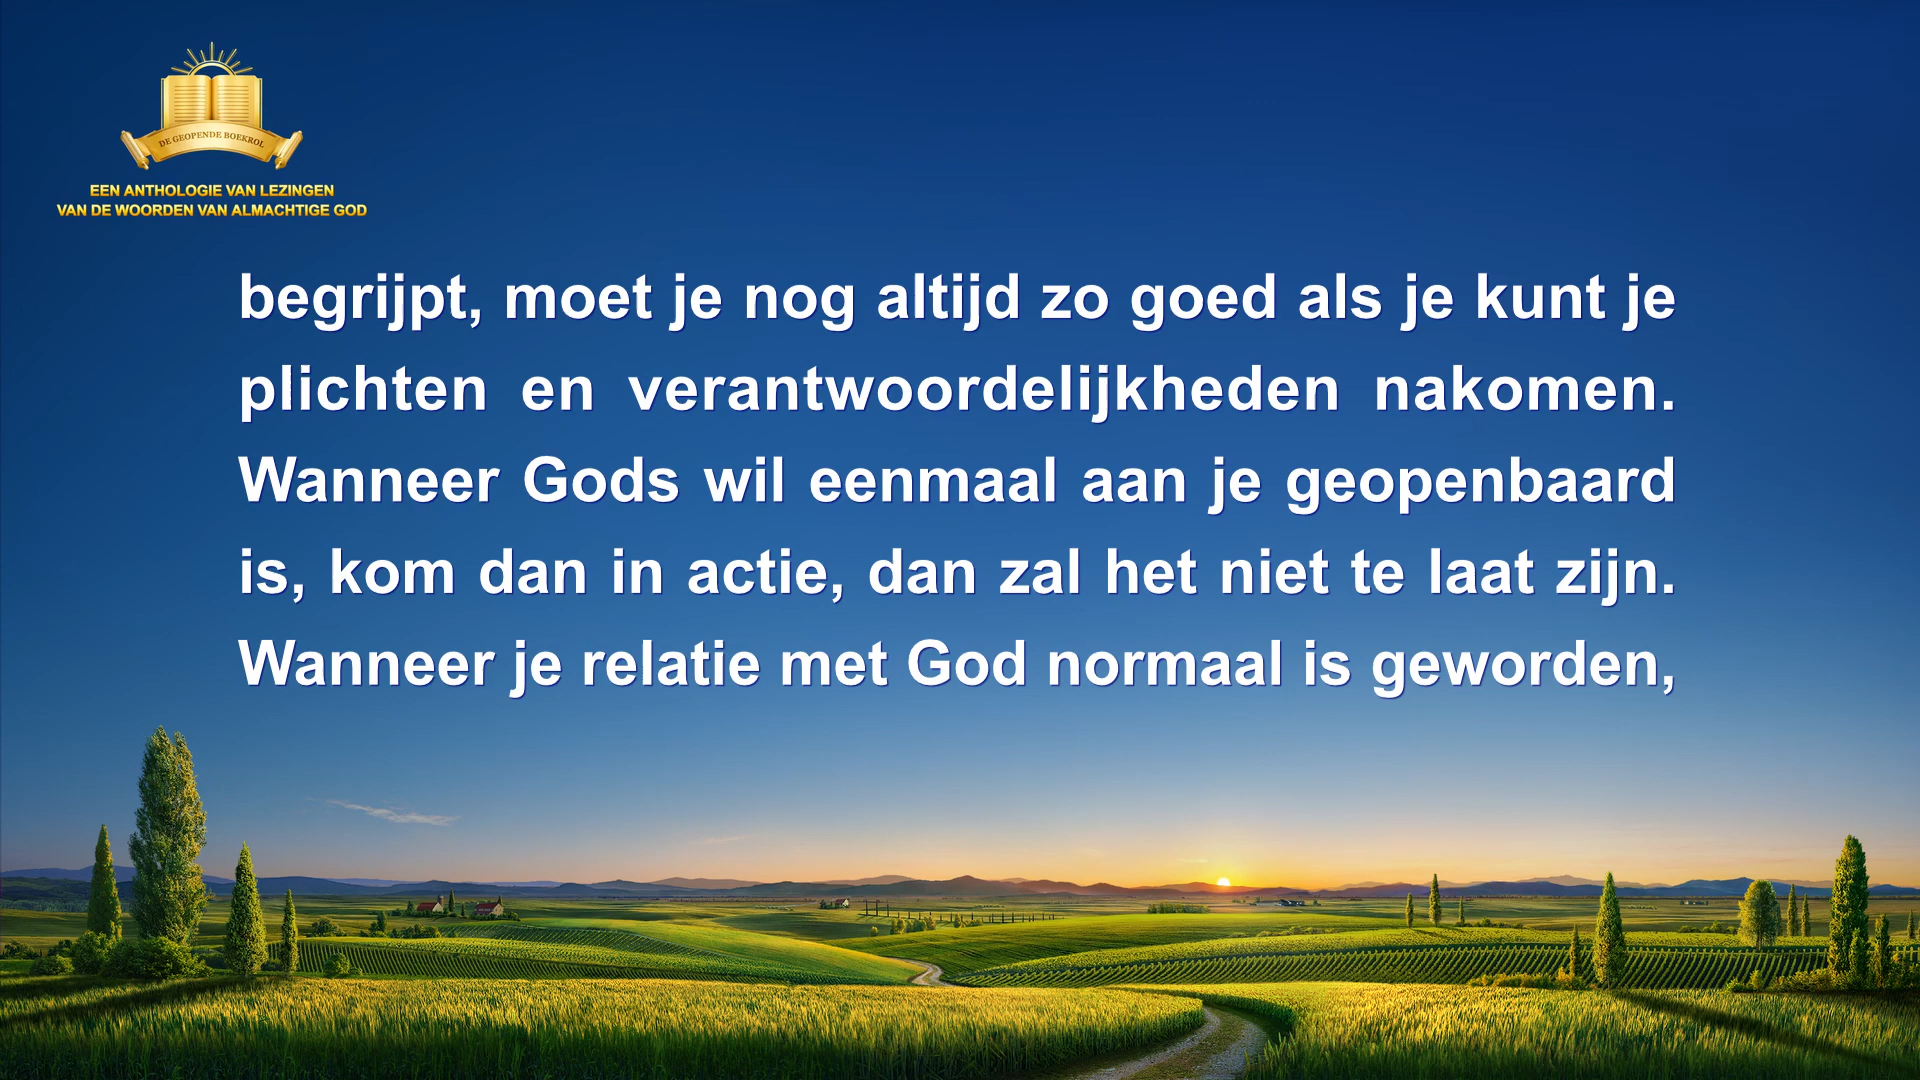 DE GEOPENDE BOEKROL
EEN ANTHOLOGIE VAN LEZINGEN
VAN DE WOORDEN VAN ALMACHTIGE GOD
begrijpt, moet je nog altijd zo goed als je kunt je
plichten en verantwoordelijkheden nakomen.
Wanneer Gods wil eenmaal aan je geopenbaard
is, kom dan in actie, dan zal het niet te laat zijn.
Wanneer je relatie met God normaal is geworden,